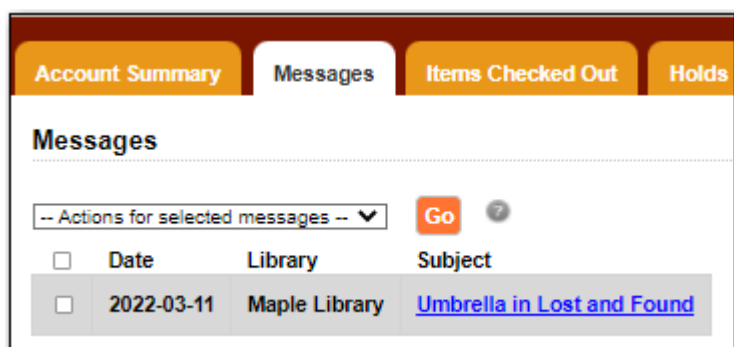 Account Summary Messages Items Checked Out Holds
Messages
-- Actions for selected messages -- Go ?
Date Library Subject
2022-03-11 Maple Library Umbrella in Lost and Found